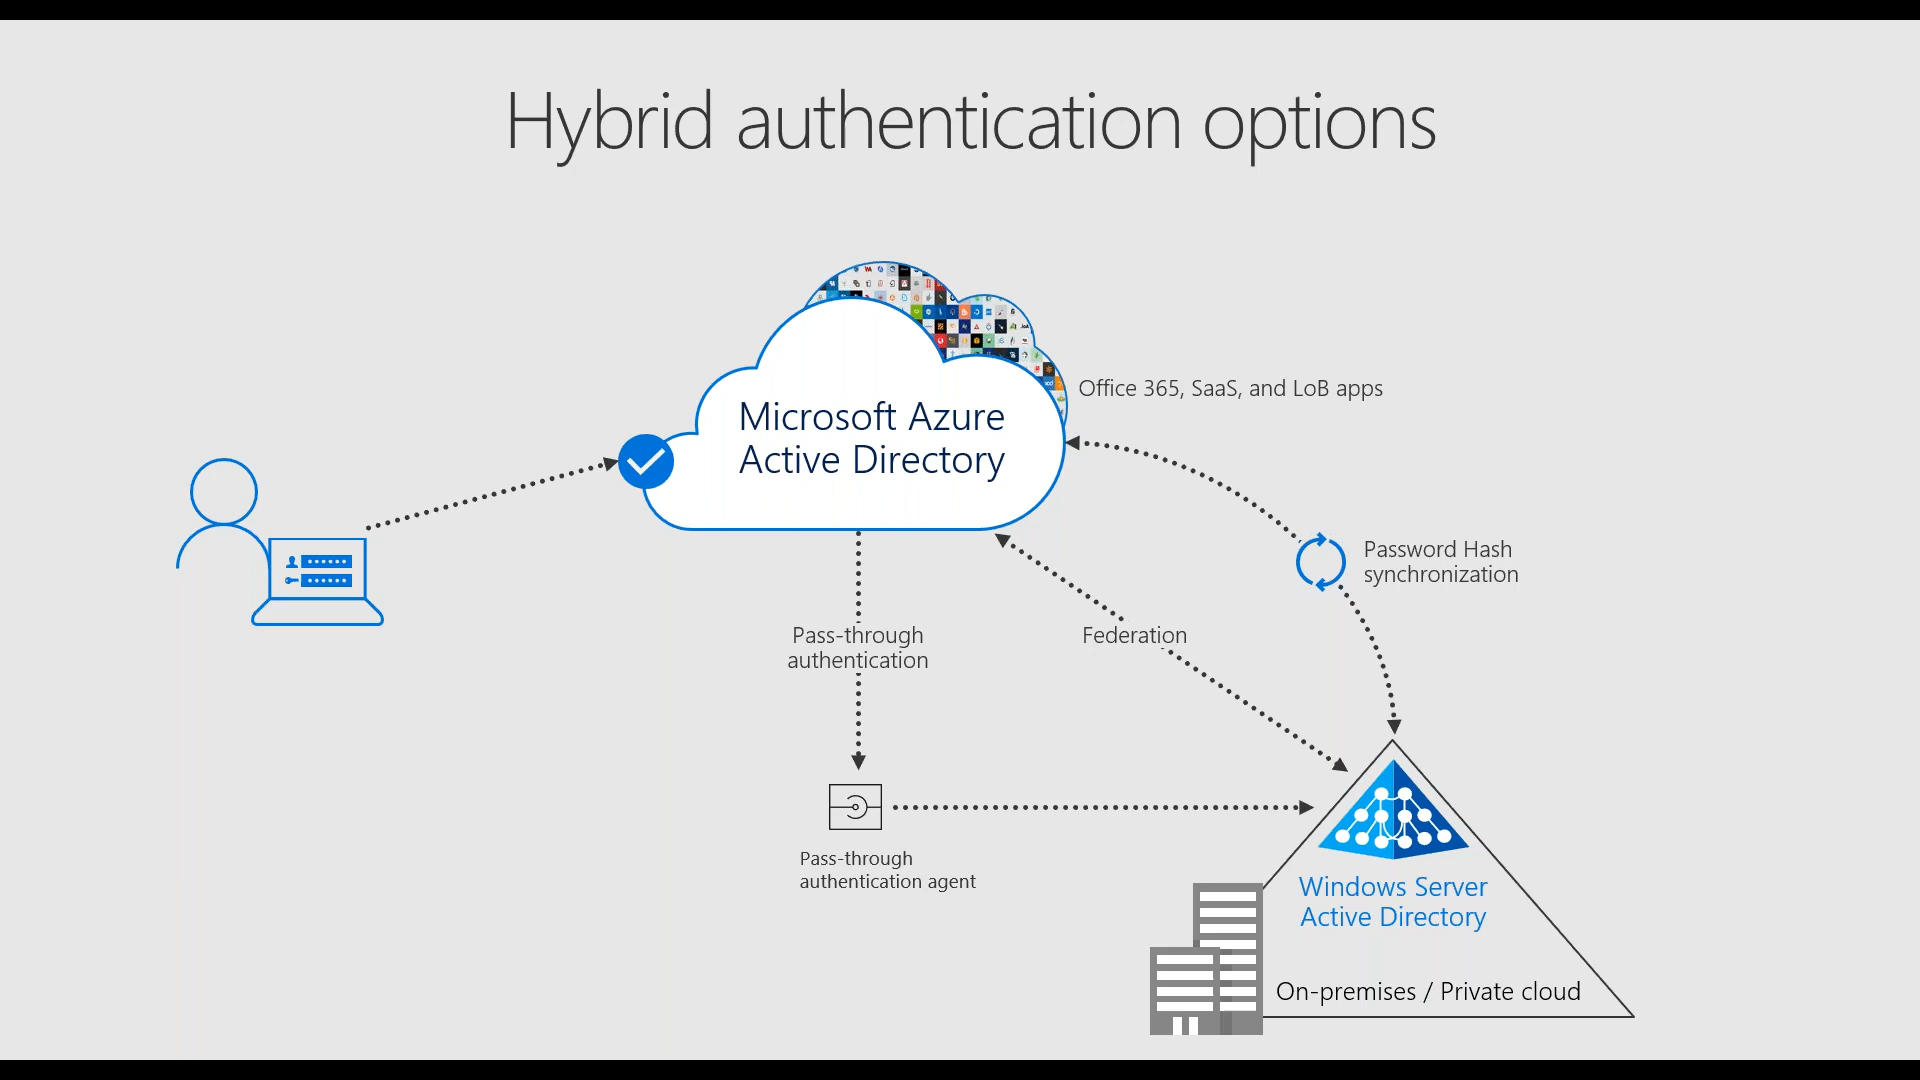 Hybrid authentication options
Microsoft Azure
Active Directory
Office 365, SaaS, and LoB apps
Password Hash
synchronization
Pass-through
authentication
Federation
Pass-through
authentication agent
Windows Server
Active Directory
On-premises / Private cloud